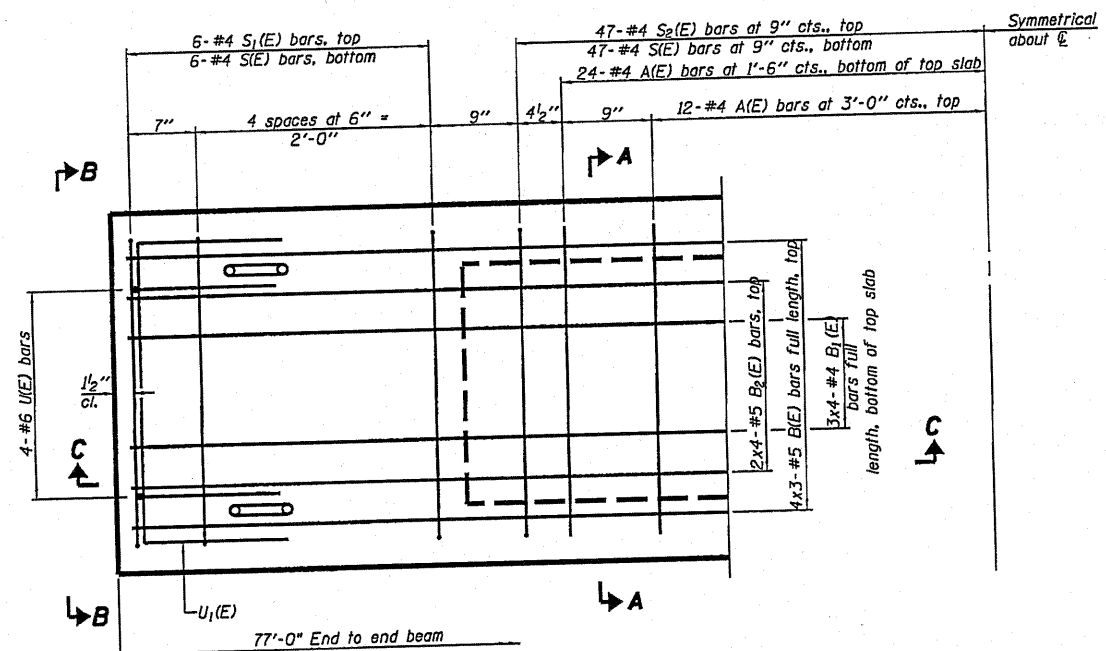 6-#4 S₁(E) bars, top
6-#4 S(E) bars, bottom
47-#4 S₂(E) bars at 9" cts., top
47-#4 S(E) bars at 9" cts., bottom
Symmetrical
about ℄
24-#4 A(E) bars at 1'-6" cts., bottom of top slab
7"
4 spaces at 6" =
2'-0"
9"
4½"
9"
12-#4 A(E) bars at 3'-0" cts., top
B
A
4-#6 U(E) bars
1½"
cl.
C
2x4-#5 B₂(E) bars, top
4x3-#5 B(E) bars full length, top
3x4-#4 B₁(E)
bars full
length, bottom of top slab
C
B
U₁(E)
A
77'-0" End to end beam